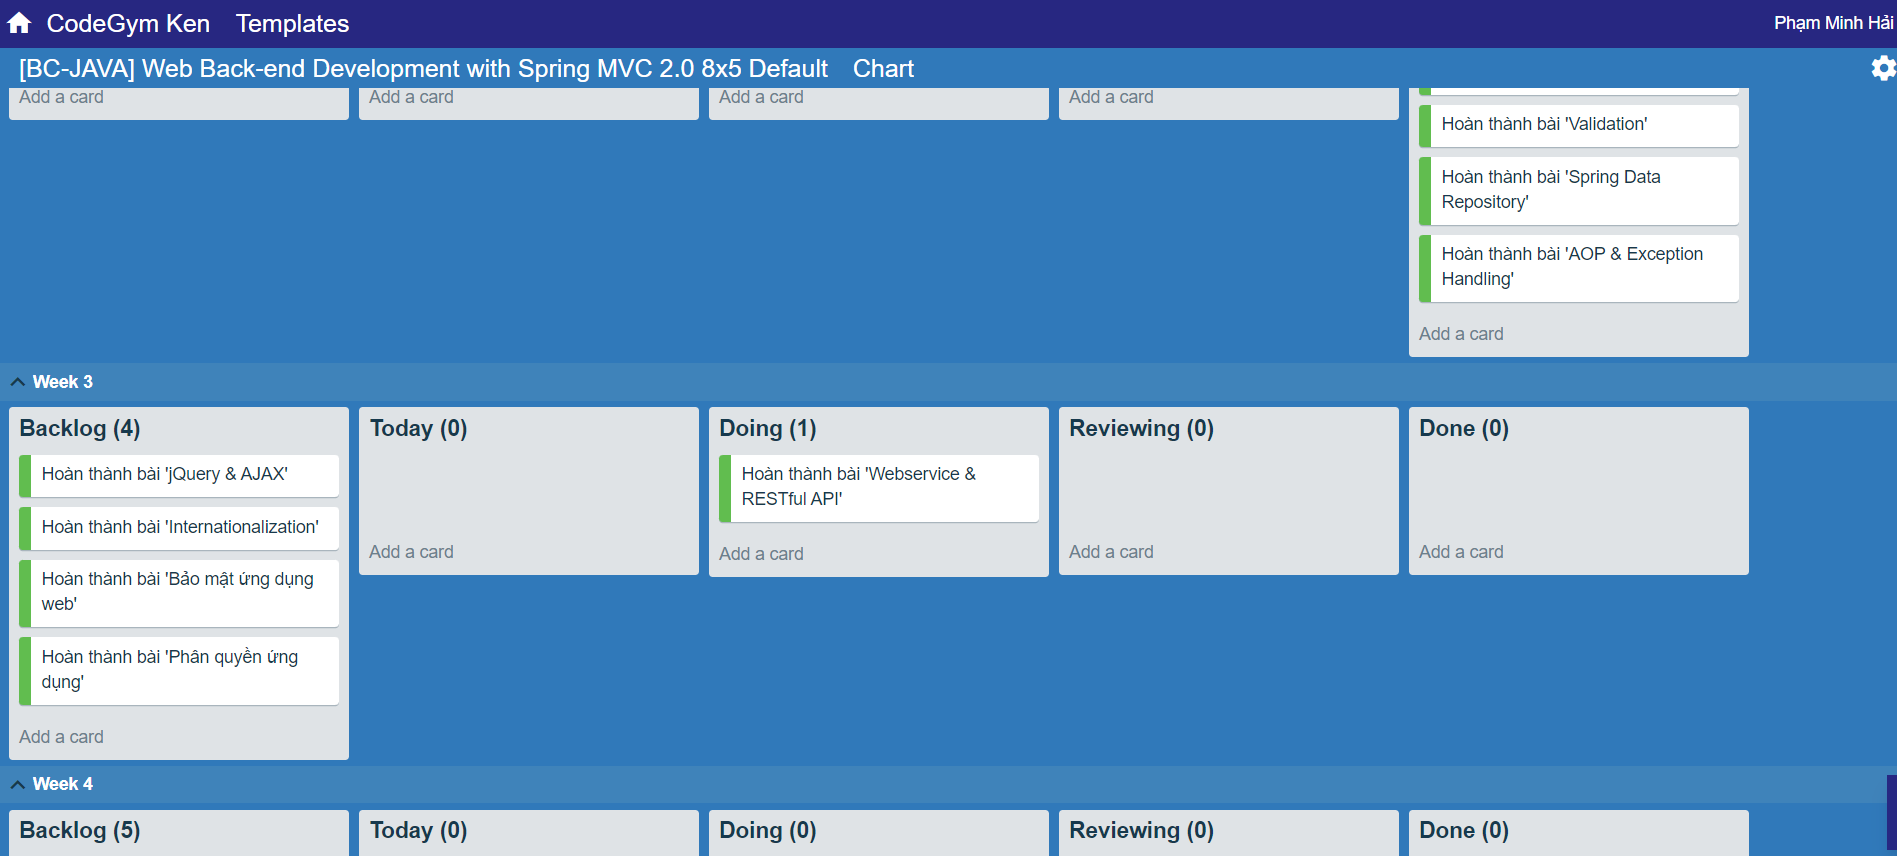 CodeGym Ken Templates Phạm Minh Hải
[BC-JAVA] Web Back-end Development with Spring MVC 2.0 8x5 Default Chart
Add a card
Add a card
Add a card
Add a card
Hoàn thành bài 'Validation'
Hoàn thành bài 'Spring Data
Repository'
Hoàn thành bài 'AOP & Exception
Handling'
Add a card
Week 3
Backlog (4)
Hoàn thành bài 'jQuery & AJAX'
Hoàn thành bài 'Internationalization'
Hoàn thành bài 'Bảo mật ứng dụng
web'
Hoàn thành bài 'Phân quyền ứng
dụng'
Add a card
Today (0)
Add a card
Doing (1)
Hoàn thành bài 'Webservice &
RESTful API'
Add a card
Reviewing (0)
Add a card
Done (0)
Add a card
Week 4
Backlog (5)
Today (0)
Doing (0)
Reviewing (0)
Done (0)